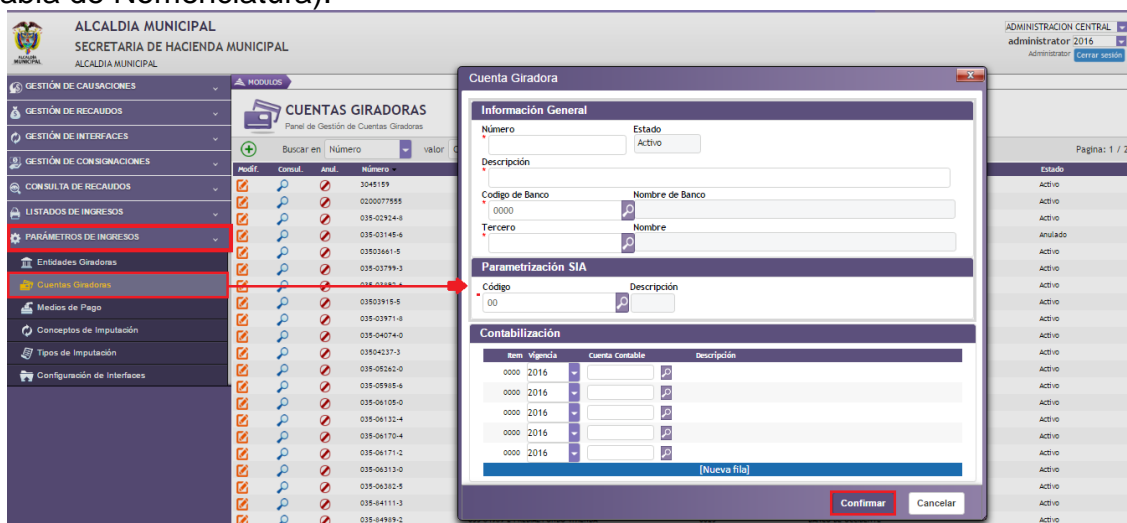 abla de Nomenclatura).
ALCALDIA MUNICIPAL
SECRETARIA DE HACIENDA MUNICIPAL
ALCALDIA MUNICIPAL
ADMINISTRACION CENTRAL
administrator 2016
Administrator Cerrar sesión
GESTIÓN DE CAUSACIONES
GESTIÓN DE RECAUDOS
GESTIÓN DE INTERFACES
GESTIÓN DE CONSIGNACIONES
CONSULTA DE RECAUDOS
LISTADOS DE INGRESOS
PARÁMETROS DE INGRESOS
Entidades Giradoras
Cuentas Giradoras
Medios de Pago
Conceptos de Imputación
Tipos de Imputación
Configuración de Interfaces
MODULOS
CUENTAS GIRADORAS
Panel de Gestión de Cuentas Giradoras
Buscar en Número valor
Pagina: 1 / 2
Modif. Consul. Anul. Número Estado
3045159 Activo
0200077555 Activo
035-02924-8 Activo
035-03145-6 Anulado
03503661-5 Activo
035-03799-3 Activo
Activo
03503915-5 Activo
035-03971-8 Activo
035-04074-0 Activo
03504237-3 Activo
035-05262-0 Activo
035-05985-6 Activo
035-06105-0 Activo
035-06132-4 Activo
035-06170-4 Activo
035-06171-2 Activo
035-06313-0 Activo
035-06382-5 Activo
035-84111-3 Activo
035-84989-2 Activo
Cuenta Giradora
Información General
Número Estado
* Activo
Descripción
*
Codigo de Banco Nombre de Banco
* 0000
Tercero Nombre
*
Parametrización SIA
Código Descripción
00
Contabilización
Item Vigencia Cuenta Contable Descripción
0000 2016
0000 2016
0000 2016
0000 2016
0000 2016
[Nueva fila]
Confirmar Cancelar